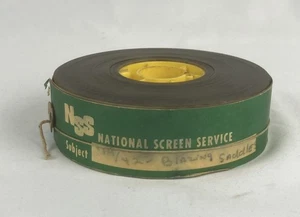 NSS
NATIONAL SCREEN SERVICE
Subject Blazing Saddles